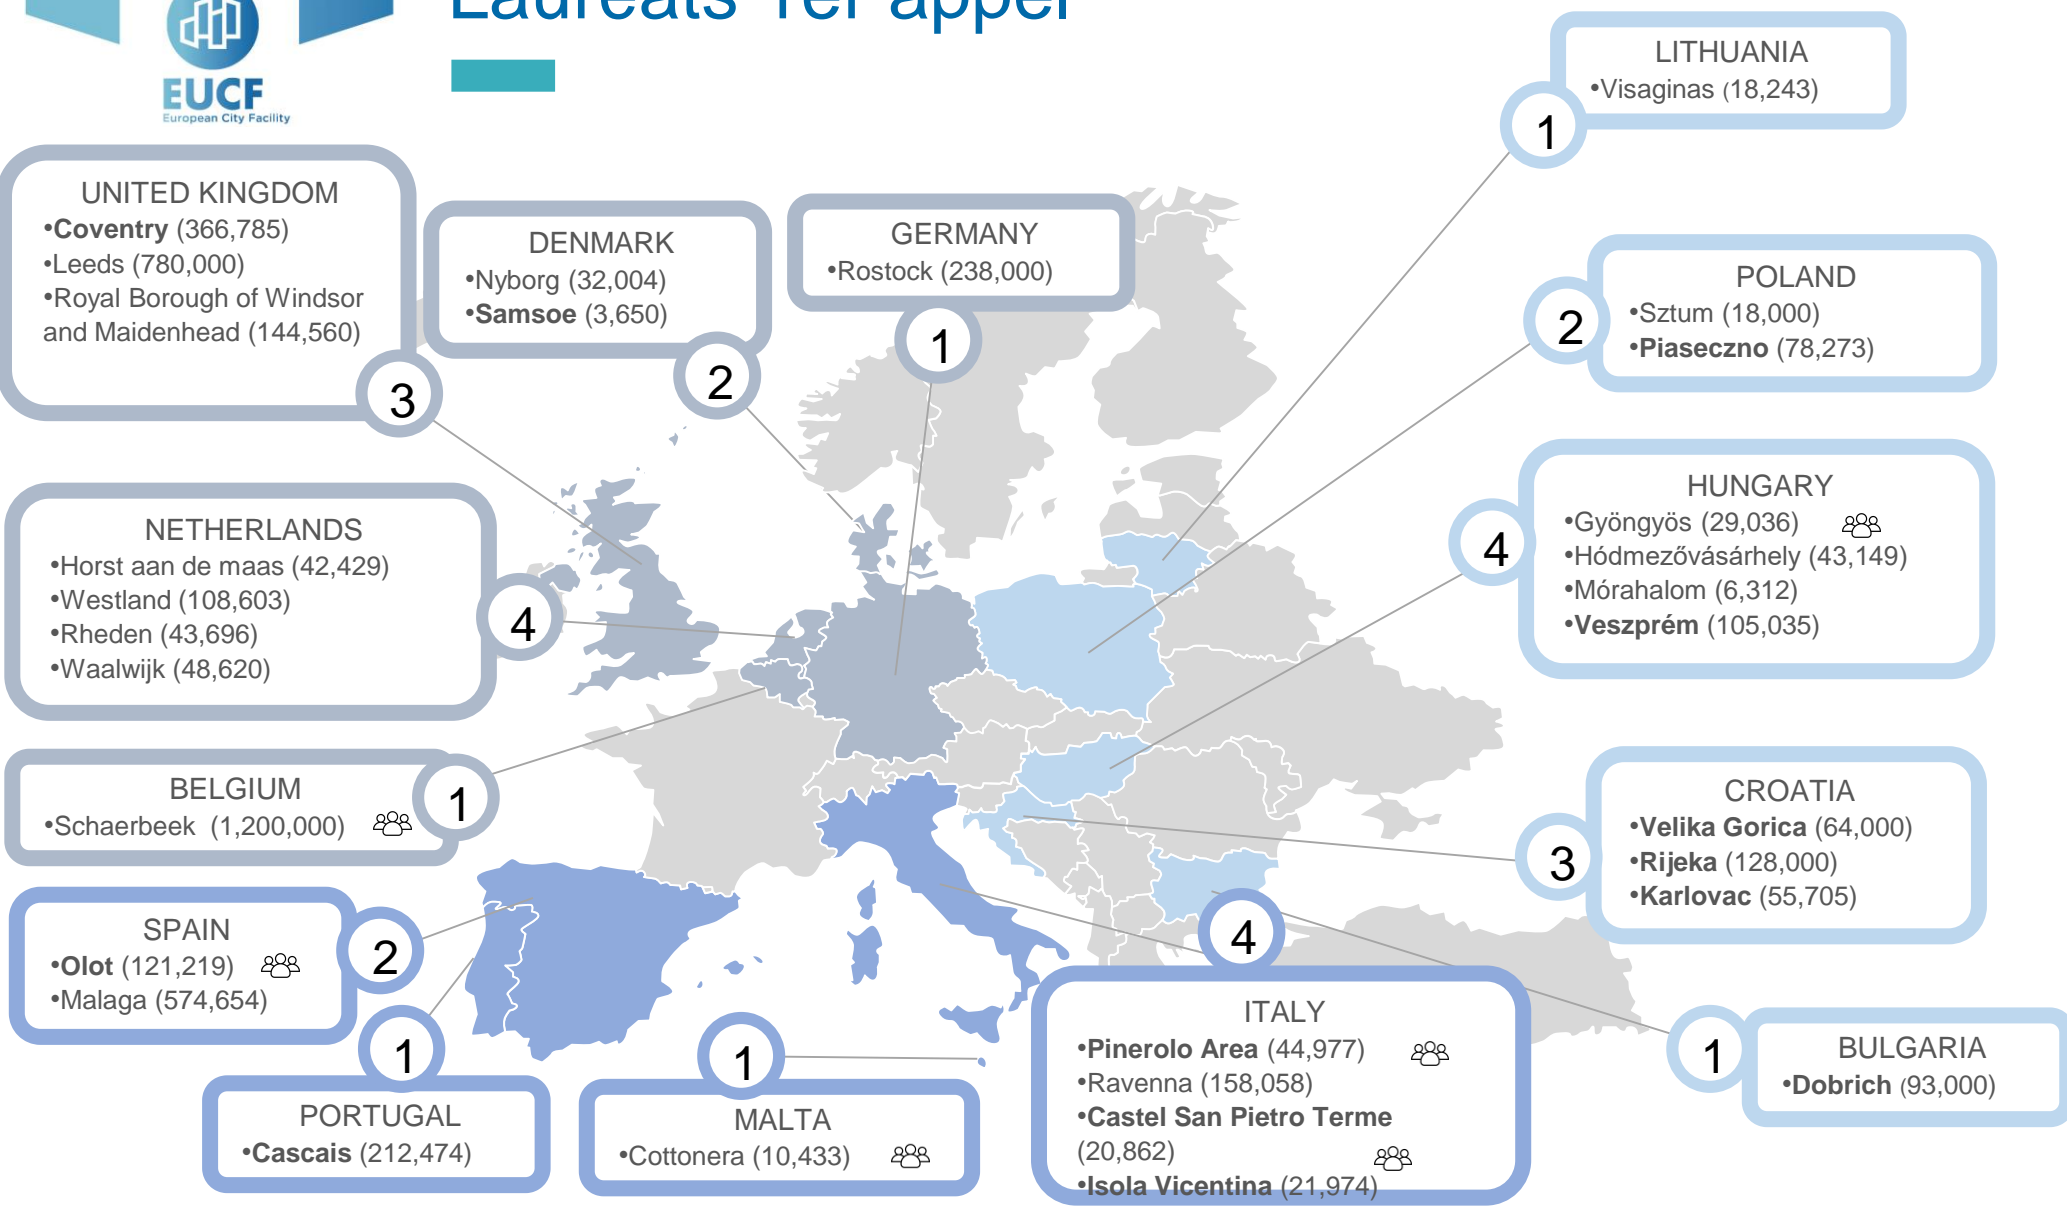 Lauréats 1er appel
EUCF
European City Facility
LITHUANIA
•Visaginas (18,243)
1
UNITED KINGDOM
•Coventry (366,785)
•Leeds (780,000)
•Royal Borough of Windsor
and Maidenhead (144,560)
3
DENMARK
•Nyborg (32,004)
•Samsoe (3,650)
2
GERMANY
•Rostock (238,000)
1
POLAND
•Sztum (18,000)
•Piaseczno (78,273)
2
NETHERLANDS
•Horst aan de maas (42,429)
•Westland (108,603)
•Rheden (43,696)
•Waalwijk (48,620)
4
HUNGARY
•Gyöngyös (29,036)
•Hódmezővásárhely (43,149)
•Mórahalom (6,312)
•Veszprém (105,035)
4
BELGIUM
•Schaerbeek (1,200,000)
1
CROATIA
•Velika Gorica (64,000)
•Rijeka (128,000)
•Karlovac (55,705)
3
SPAIN
•Olot (121,219)
•Malaga (574,654)
2
PORTUGAL
•Cascais (212,474)
1
MALTA
•Cottonera (10,433)
1
ITALY
•Pinerolo Area (44,977)
•Ravenna (158,058)
•Castel San Pietro Terme
(20,862)
•Isola Vicentina (21,974)
4
BULGARIA
•Dobrich (93,000)
1